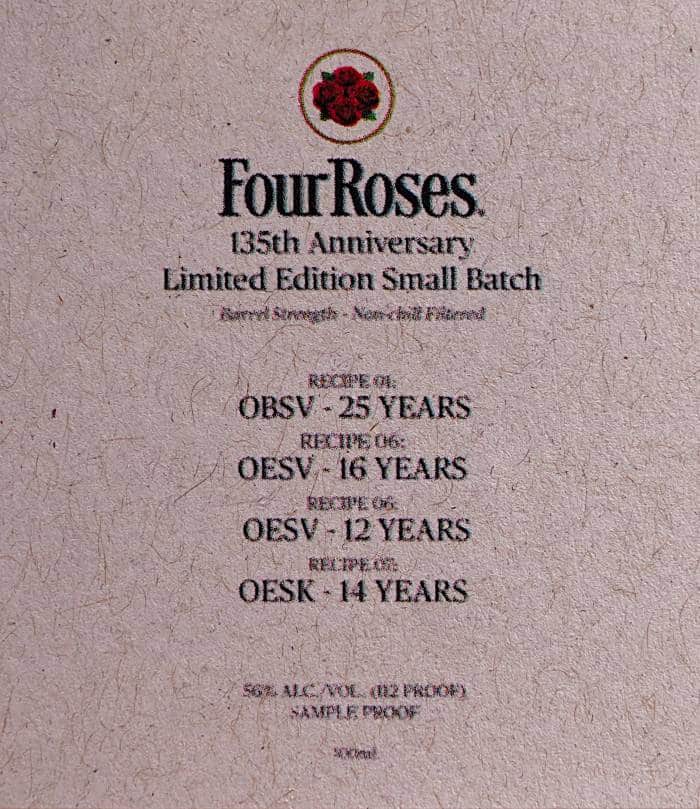 Four Roses.
135th Anniversary
Limited Edition Small Batch
Barrel Strength - Non-chill Filtered
RECIPE 01:
OBSV - 25 YEARS
RECIPE 06:
OESV - 16 YEARS
RECIPE 06:
OESV - 12 YEARS
RECIPE 07:
OESK - 14 YEARS
56% ALC./VOL. (112 PROOF)
SAMPLE PROOF